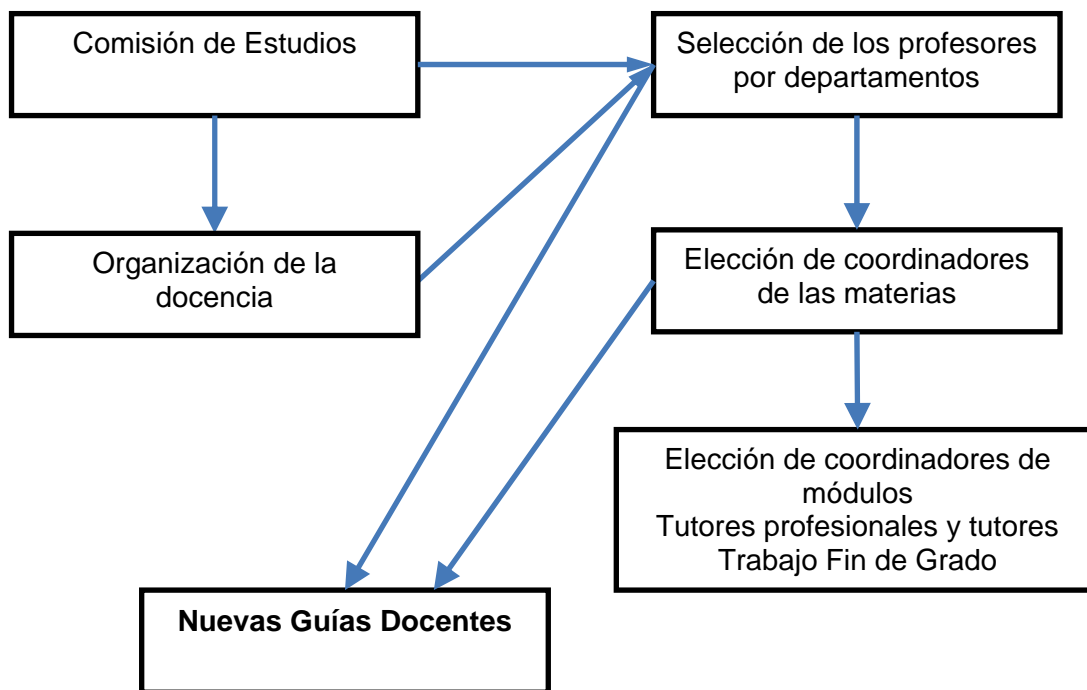 Comisión de Estudios
Selección de los profesores
por departamentos
Organización de la
docencia
Elección de coordinadores
de las materias
Elección de coordinadores de
módulos
Tutores profesionales y tutores
Trabajo Fin de Grado
Nuevas Guías Docentes